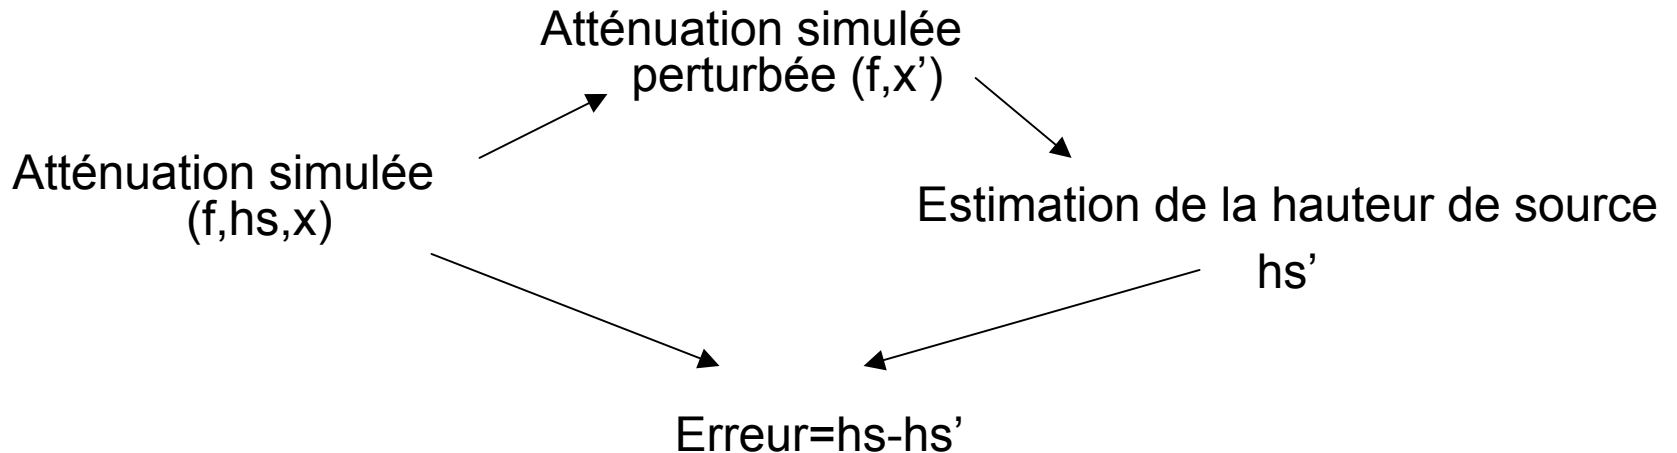 Atténuation simulée
perturbée (f,x’)
Atténuation simulée
(f,hs,x)
Estimation de la hauteur de source
hs’
Erreur=hs-hs’